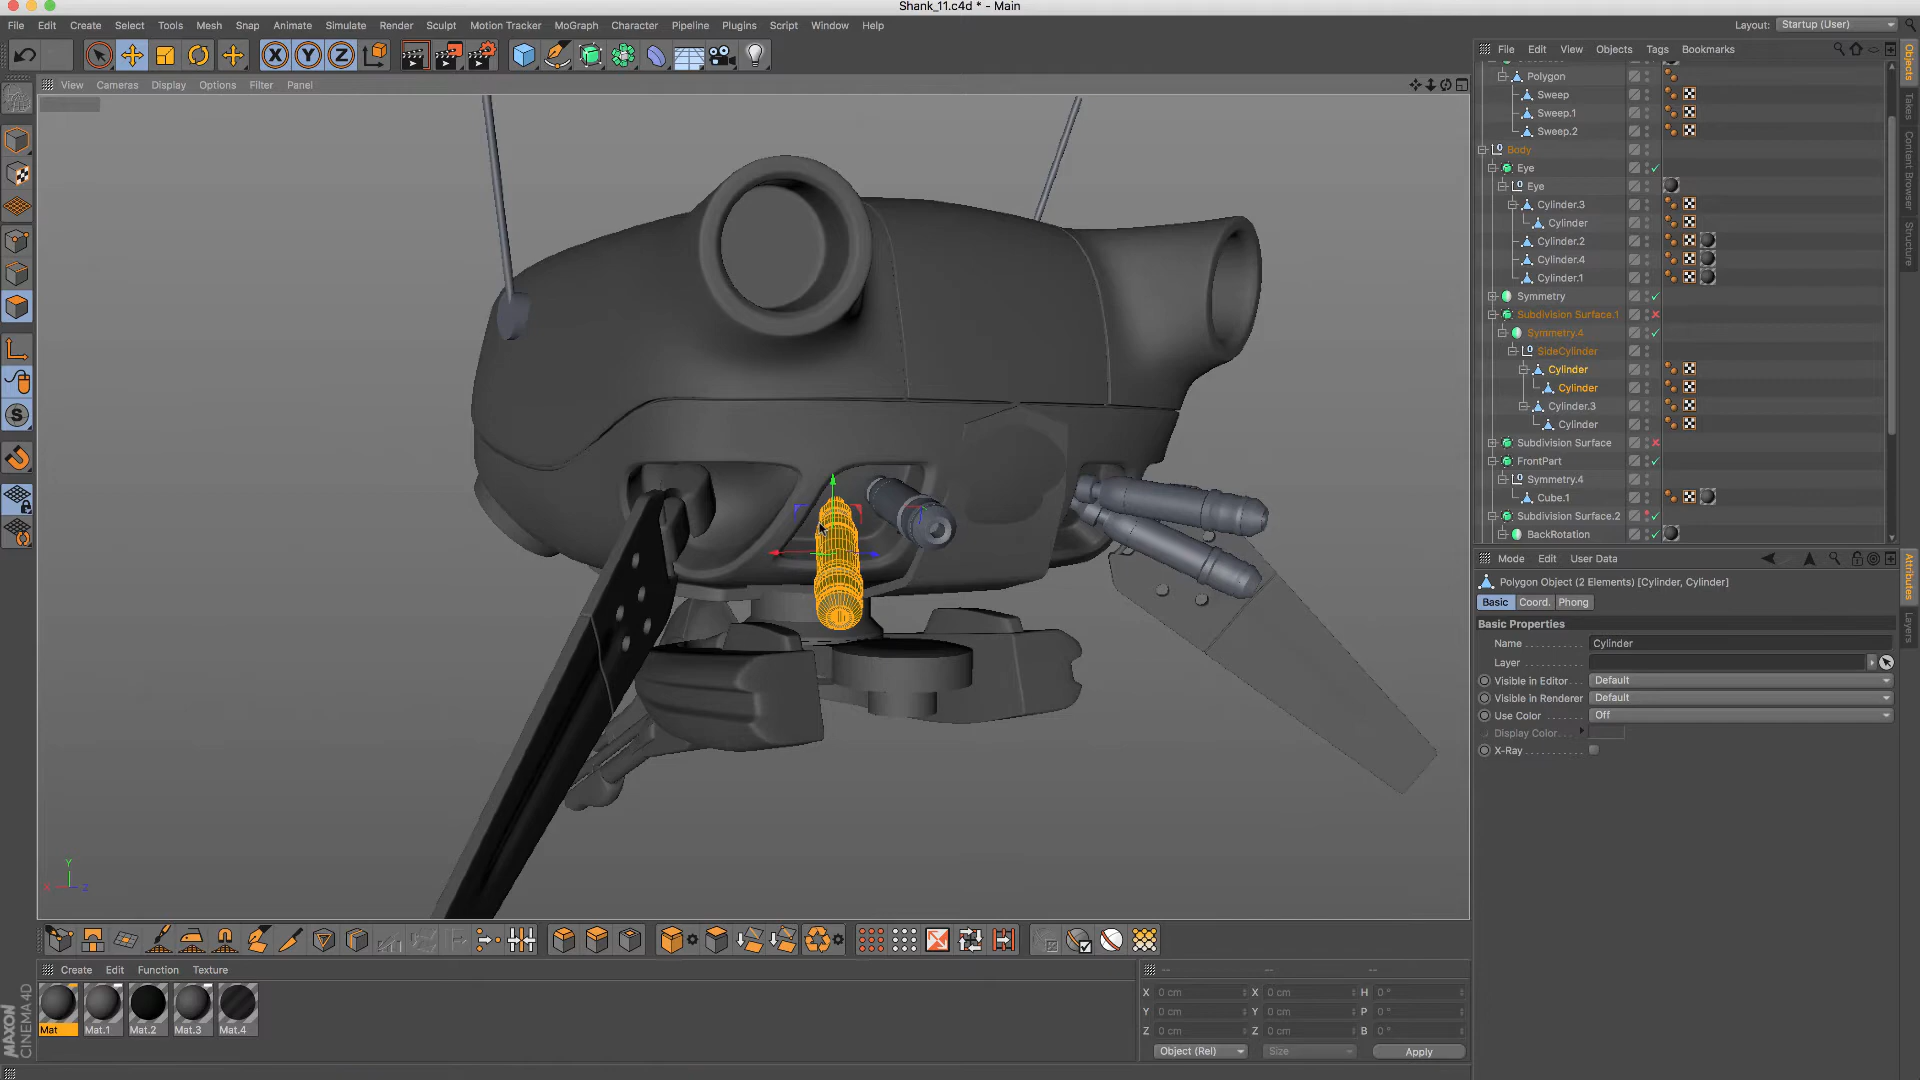 Shank_11.c4d * - Main
File Edit Create Select Tools Mesh Snap Animate Simulate Render Sculpt Motion Tracker MoGraph Character Pipeline Plugins Script Window Help
Layout: Startup (User)
View Cameras Display Options Filter Panel
File Edit View Objects Tags Bookmarks
Polygon
Sweep
Sweep.1
Sweep.2
Body
Eye
Eye
Cylinder.3
Cylinder
Cylinder.2
Cylinder.4
Cylinder.1
Symmetry
Subdivision Surface.1
Symmetry.4
SideCylinder
Cylinder
Cylinder
Cylinder.3
Cylinder
Subdivision Surface
FrontPart
Symmetry.4
Cube.1
Subdivision Surface.2
BackRotation
Objects
Takes
Content Browser
Structure
Mode Edit User Data
Polygon Object (2 Elements) [Cylinder, Cylinder]
Basic Coord. Phong
Basic Properties
Name Cylinder
Layer
Visible in Editor Default
Visible in Renderer Default
Use Color Off
Display Color
X-Ray
Attributes
Layers
X Y Z
Y
X Z
Create Edit Function Texture
Mat Mat.1 Mat.2 Mat.3 Mat.4
-- -- --
X 0 cm X 0 cm H 0 °
Y 0 cm Y 0 cm P 0 °
Z 0 cm Z 0 cm B 0 °
Object (Rel) Size Apply
MAXON
CINEMA 4D